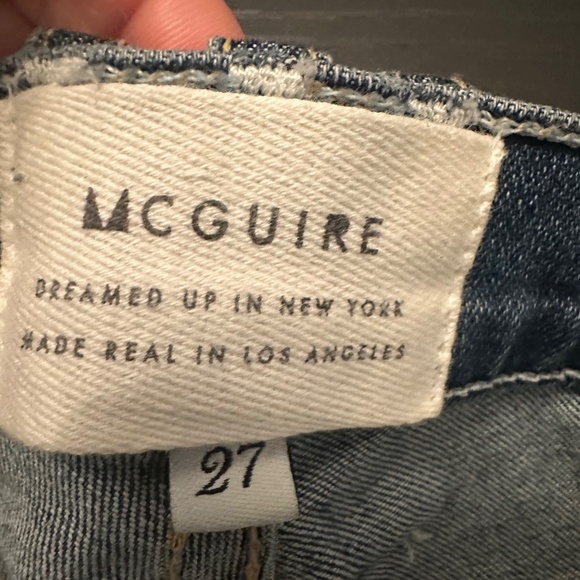 MCGUIRE
DREAMED UP IN NEW YORK
MADE REAL IN LOS ANGELES
27